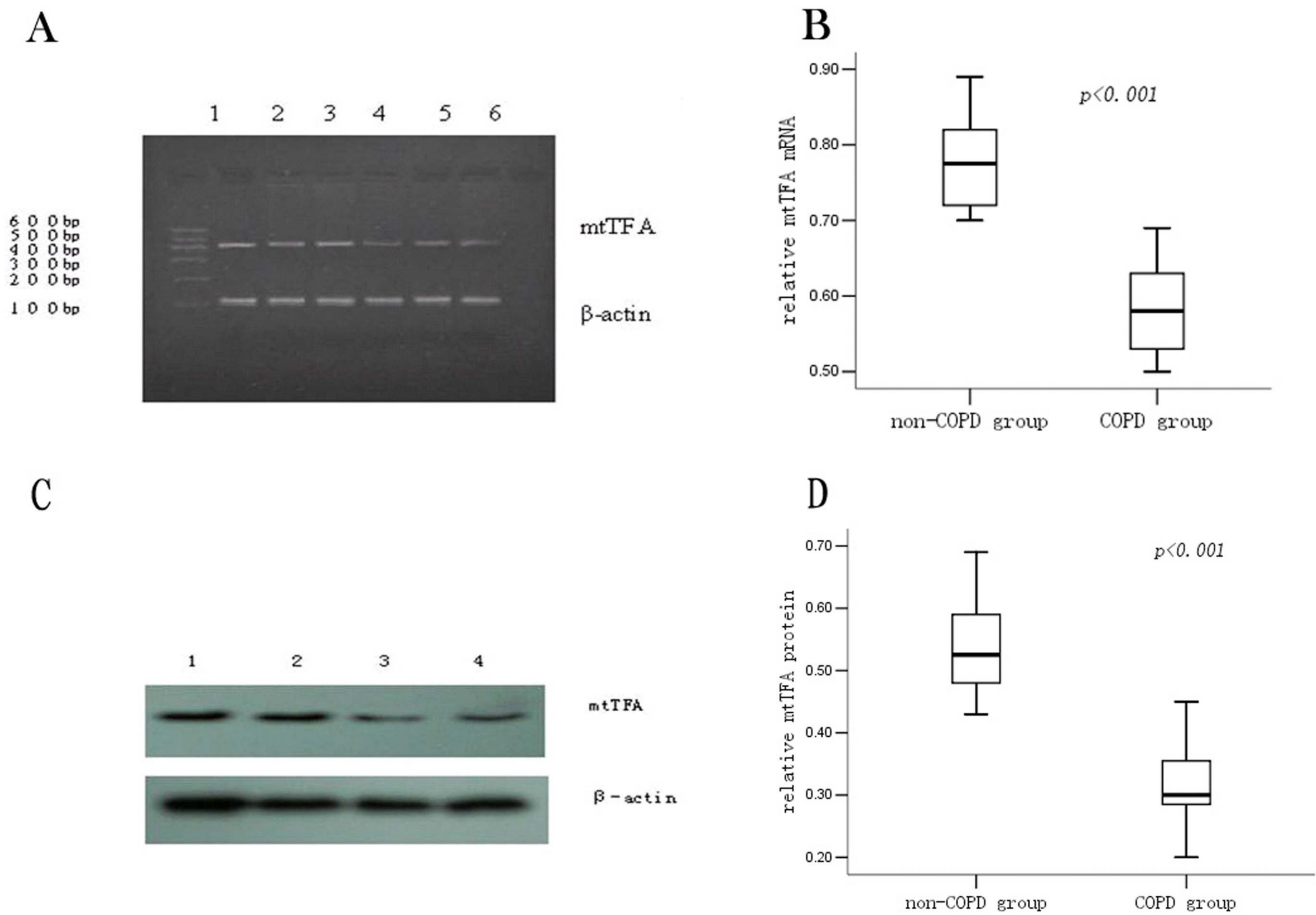 A
1 2 3 4 5 6
6 0 0 bp
5 0 0 bp
4 0 0 bp
3 0 0 bp
2 0 0 bp
1 0 0 bp
mtTFA
β-actin
B
p<0.001
relative mtTFA mRNA
0.90
0.80
0.70
0.60
0.50
non-COPD group COPD group
C
1 2 3 4
mtTFA
β-actin
D
p<0.001
relative mtTFA protein
0.70
0.60
0.50
0.40
0.30
0.20
non-COPD group COPD group